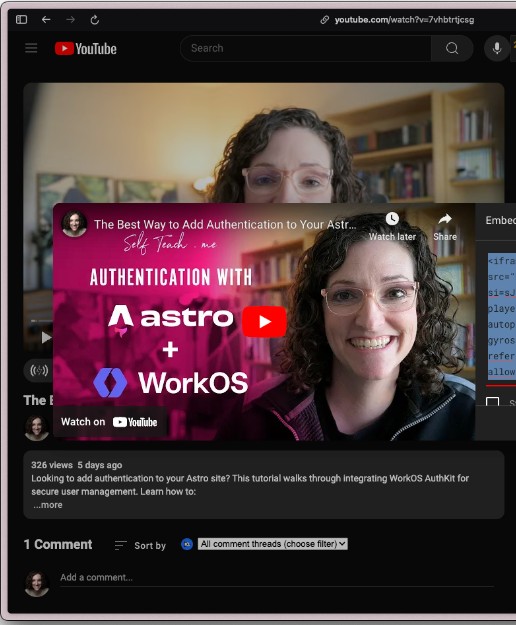 youtube.com/watch?v=7vhbtrtjcsg
YouTube
Search
The Best Way to Add Authentication to Your Astr...
Watch later
Share
Embed
Self Teach . me
AUTHENTICATION WITH
astro
+
WorkOS
Watch on YouTube
<ifra
src="
si=sJ
playe
autop
gyros
refer
allow
The
326 views 5 days ago
Looking to add authentication to your Astro site? This tutorial walks through integrating WorkOS AuthKit for
secure user management. Learn how to:
...more
1 Comment
Sort by
All comment threads (choose filter)
Add a comment...